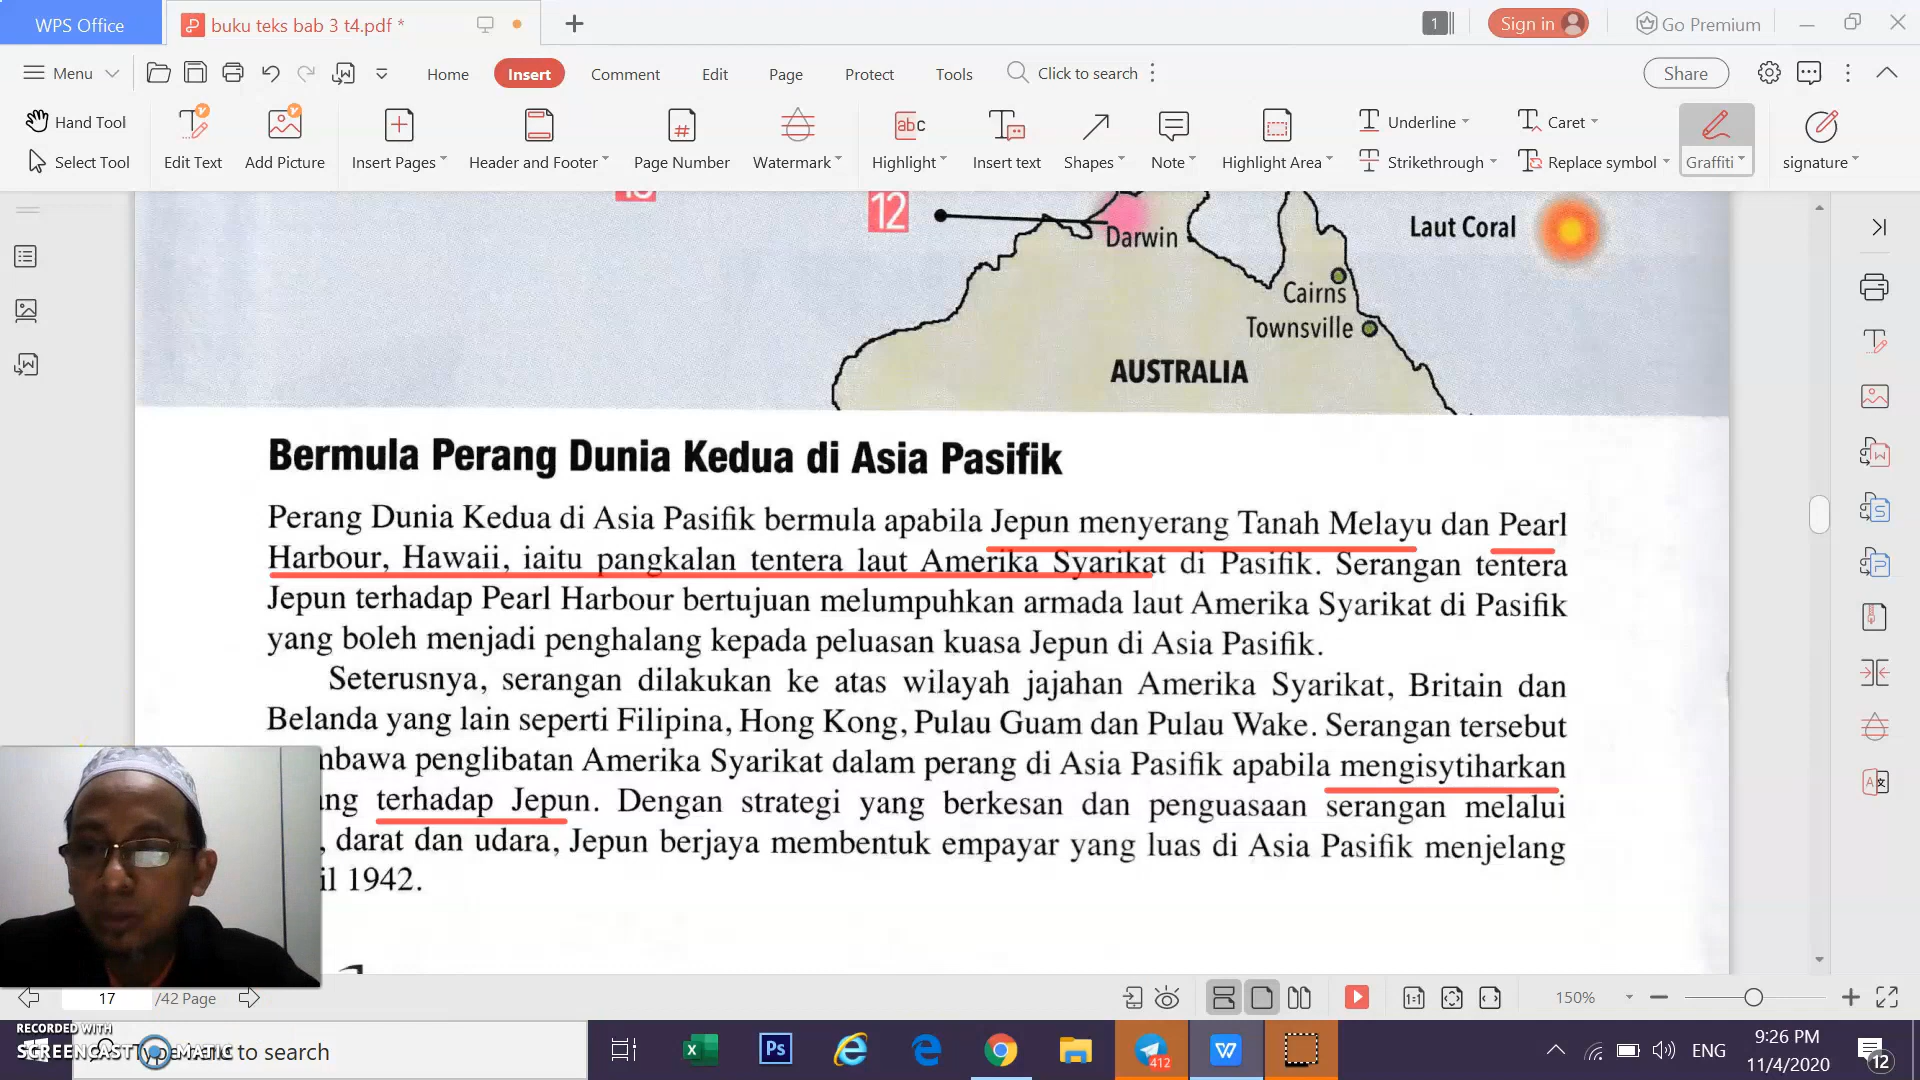 WPS Office
buku teks bab 3 t4.pdf *
1
Sign in
Go Premium
Menu
Home
Insert
Comment
Edit
Page
Protect
Tools
Click to search
Share
Hand Tool
Select Tool
Edit Text
Add Picture
Insert Pages
Header and Footer
Page Number
Watermark
Highlight
Insert text
Shapes
Note
Highlight Area
Underline
Strikethrough
Caret
Replace symbol
Graffiti
signature
12
Darwin
Laut Coral
Cairns
Townsville
AUSTRALIA
Bermula Perang Dunia Kedua di Asia Pasifik
Perang Dunia Kedua di Asia Pasifik bermula apabila Jepun menyerang Tanah Melayu dan Pearl
Harbour, Hawaii, iaitu pangkalan tentera laut Amerika Syarikat di Pasifik. Serangan tentera
Jepun terhadap Pearl Harbour bertujuan melumpuhkan armada laut Amerika Syarikat di Pasifik
yang boleh menjadi penghalang kepada peluasan kuasa Jepun di Asia Pasifik.
Seterusnya, serangan dilakukan ke atas wilayah jajahan Amerika Syarikat, Britain dan
Belanda yang lain seperti Filipina, Hong Kong, Pulau Guam dan Pulau Wake. Serangan tersebut
mbawa penglibatan Amerika Syarikat dalam perang di Asia Pasifik apabila mengisytiharkan
ng terhadap Jepun. Dengan strategi yang berkesan dan penguasaan serangan melalui
, darat dan udara, Jepun berjaya membentuk empayar yang luas di Asia Pasifik menjelang
il 1942.
17
/42 Page
150%
RECORDED WITH
SCREENCAST MATIC
Type here to search
412
ENG
9:26 PM
11/4/2020
12